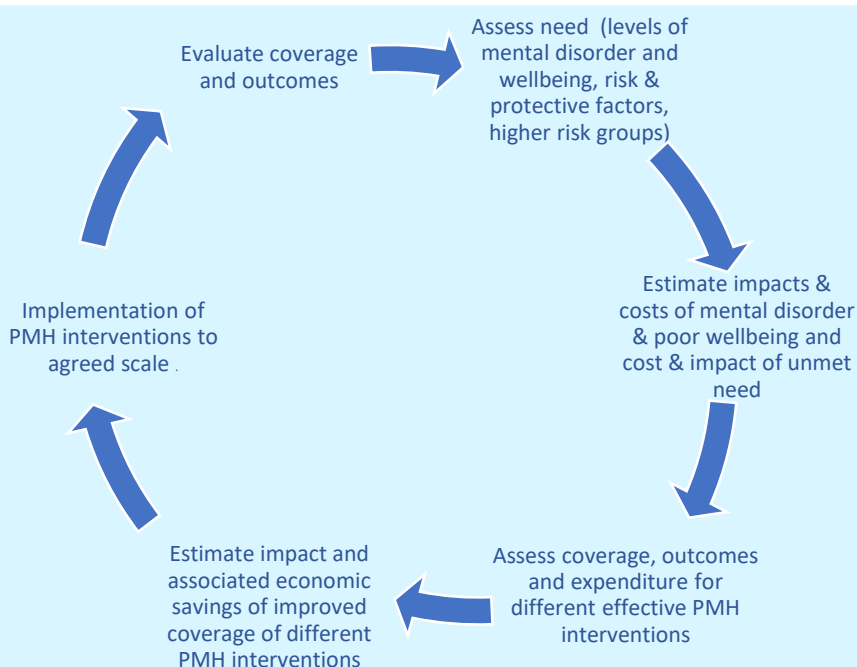 Evaluate coverage
and outcomes
Assess need (levels of
mental disorder and
wellbeing, risk &
protective factors,
higher risk groups)
Estimate impacts &
costs of mental disorder
& poor wellbeing and
cost & impact of unmet
need
Assess coverage, outcomes
and expenditure for
different effective PMH
interventions
Estimate impact and
associated economic
savings of improved
coverage of different
PMH interventions
Implementation of
PMH interventions to
agreed scale .